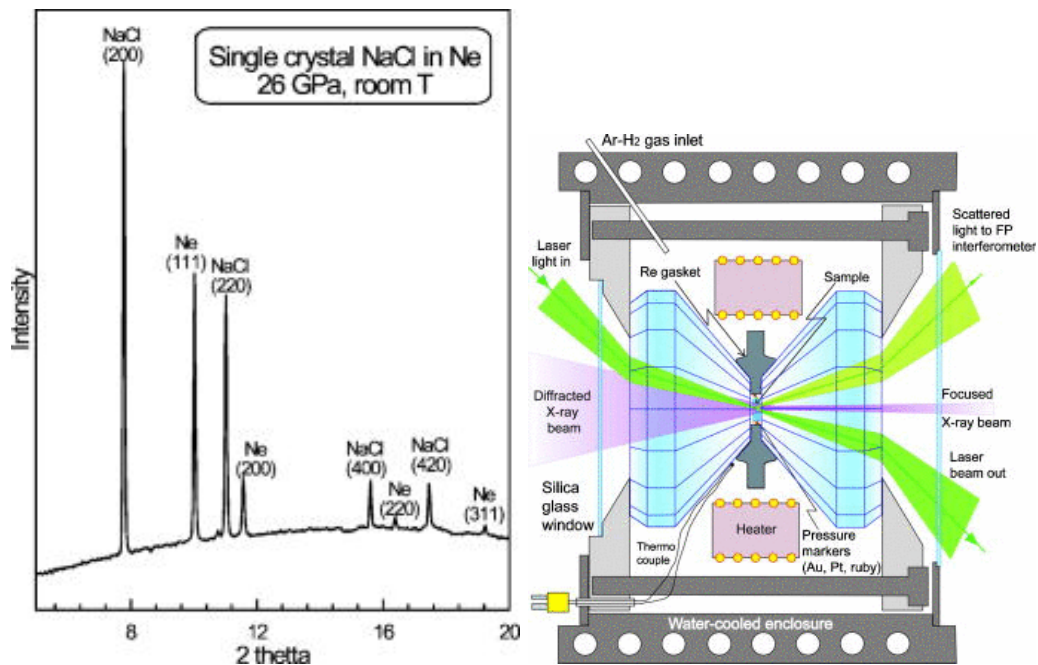 NaCl
(200)
Single crystal NaCl in Ne
26 GPa, room T
Ne
(111)
NaCl
(220)
Ne
(200)
NaCl
(400)
Ne
(220)
NaCl
(420)
Ne
(311)
Intensity
8
12
16
20
2 thetta
Ar-H2 gas inlet
Laser
light in
Re gasket
Sample
Scattered
light to FP
interferometer
Diffracted
X-ray
beam
Focused
X-ray beam
Laser
beam out
Silica
glass
window
Heater
Thermo
couple
Pressure
markers
(Au, Pt, ruby)
Water-cooled enclosure